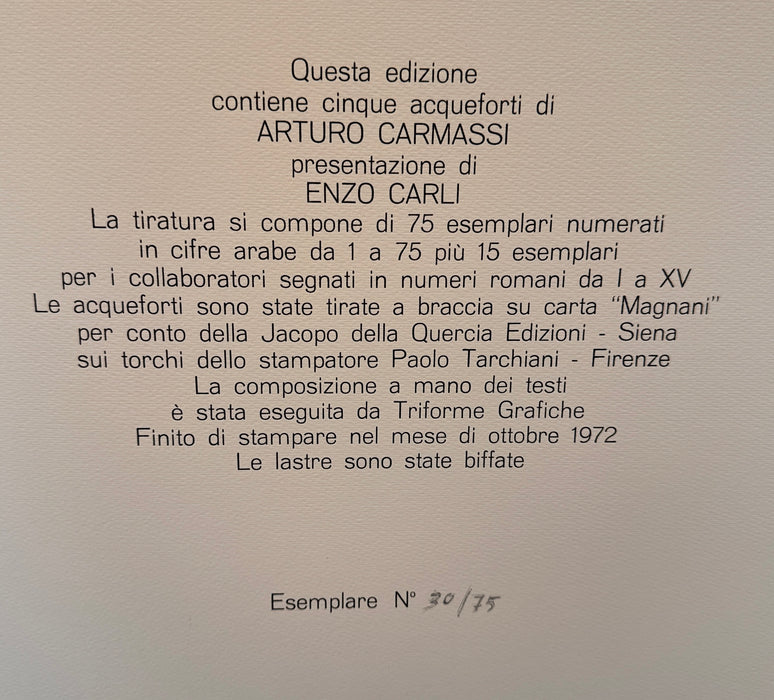 Questa edizione
contiene cinque acqueforti di
ARTURO CARMASSI
presentazione di
ENZO CARLI
La tiratura si compone di 75 esemplari numerati
in cifre arabe da 1 a 75 più 15 esemplari
per i collaboratori segnati in numeri romani da I a XV
Le acqueforti sono state tirate a braccia su carta “Magnani”
per conto della Jacopo della Quercia Edizioni - Siena
sui torchi dello stampatore Paolo Tarchiani - Firenze
La composizione a mano dei testi
è stata eseguita da Triforme Grafiche
Finito di stampare nel mese di ottobre 1972
Le lastre sono state biffate
Esemplare N° 30/75